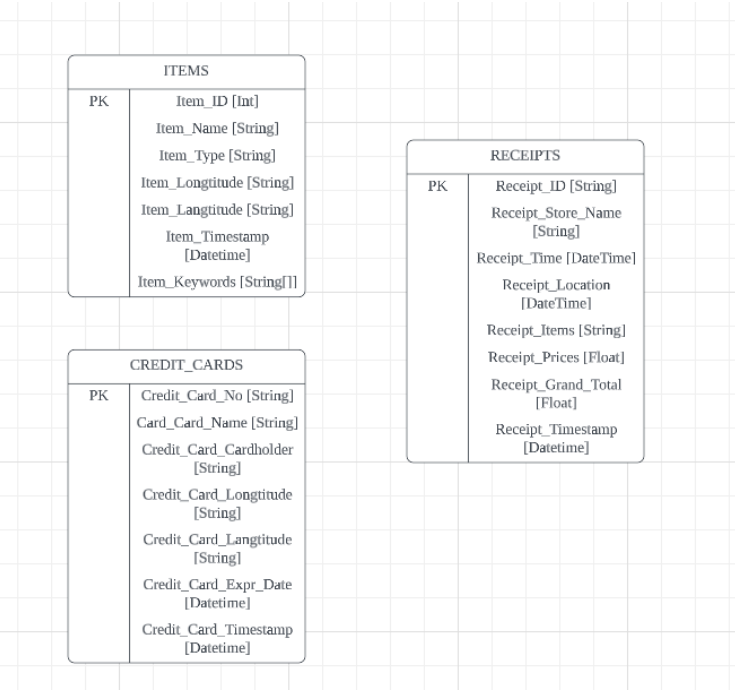 ITEMS
PK
Item_ID [Int]
Item_Name [String]
Item_Type [String]
Item_Longtitude [String]
Item_Langtitude [String]
Item_Timestamp
[Datetime]
Item_Keywords [String[]]
CREDIT_CARDS
PK
Credit_Card_No [String]
Card_Card_Name [String]
Credit_Card_Cardholder
[String]
Credit_Card_Longtitude
[String]
Credit_Card_Langtitude
[String]
Credit_Card_Expr_Date
[Datetime]
Credit_Card_Timestamp
[Datetime]
RECEIPTS
PK
Receipt_ID [String]
Receipt_Store_Name
[String]
Receipt_Time [DateTime]
Receipt_Location
[DateTime]
Receipt_Items [String]
Receipt_Prices [Float]
Receipt_Grand_Total
[Float]
Receipt_Timestamp
[Datetime]